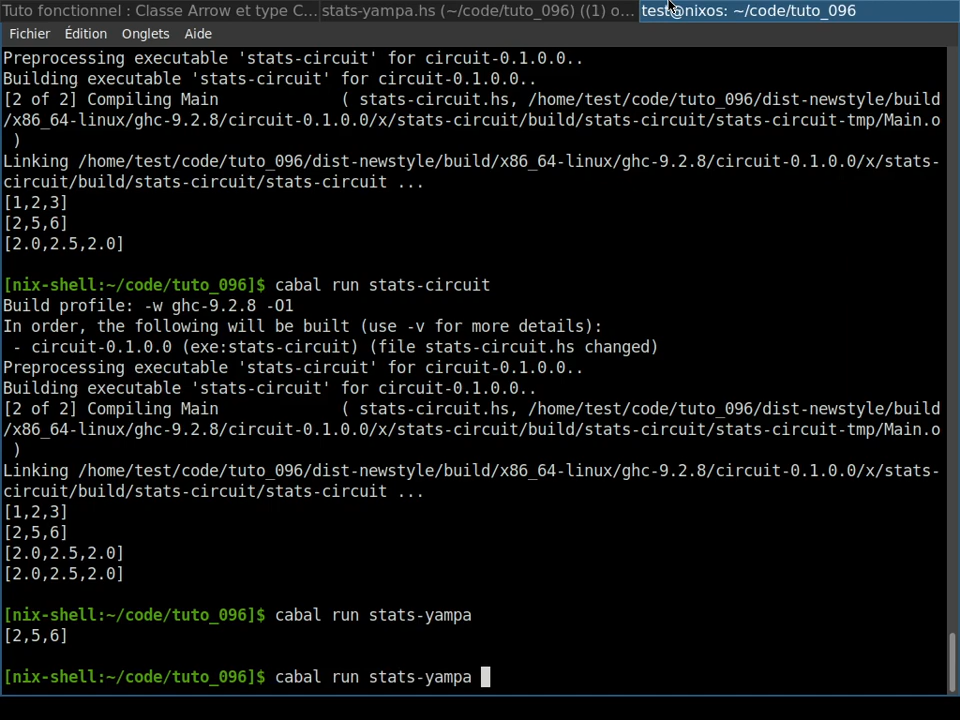 Tuto fonctionnel : Classe Arrow et type C... stats-yampa.hs (~/code/tuto_096) ((1) o... test@nixos: ~/code/tuto_096
Fichier Édition Onglets Aide
Preprocessing executable 'stats-circuit' for circuit-0.1.0.0..
Building executable 'stats-circuit' for circuit-0.1.0.0..
[2 of 2] Compiling Main             ( stats-circuit.hs, /home/test/code/tuto_096/dist-newstyle/build
/x86_64-linux/ghc-9.2.8/circuit-0.1.0.0/x/stats-circuit/build/stats-circuit/stats-circuit-tmp/Main.o
 )
Linking /home/test/code/tuto_096/dist-newstyle/build/x86_64-linux/ghc-9.2.8/circuit-0.1.0.0/x/stats-
circuit/build/stats-circuit/stats-circuit ...
[1,2,3]
[2,5,6]
[2.0,2.5,2.0]
[nix-shell:~/code/tuto_096]$ cabal run stats-circuit
Build profile: -w ghc-9.2.8 -O1
In order, the following will be built (use -v for more details):
 - circuit-0.1.0.0 (exe:stats-circuit) (file stats-circuit.hs changed)
Preprocessing executable 'stats-circuit' for circuit-0.1.0.0..
Building executable 'stats-circuit' for circuit-0.1.0.0..
[2 of 2] Compiling Main             ( stats-circuit.hs, /home/test/code/tuto_096/dist-newstyle/build
/x86_64-linux/ghc-9.2.8/circuit-0.1.0.0/x/stats-circuit/build/stats-circuit/stats-circuit-tmp/Main.o
 )
Linking /home/test/code/tuto_096/dist-newstyle/build/x86_64-linux/ghc-9.2.8/circuit-0.1.0.0/x/stats-
circuit/build/stats-circuit/stats-circuit ...
[1,2,3]
[2,5,6]
[2.0,2.5,2.0]
[2.0,2.5,2.0]
[nix-shell:~/code/tuto_096]$ cabal run stats-yampa
[2,5,6]
[nix-shell:~/code/tuto_096]$ cabal run stats-yampa